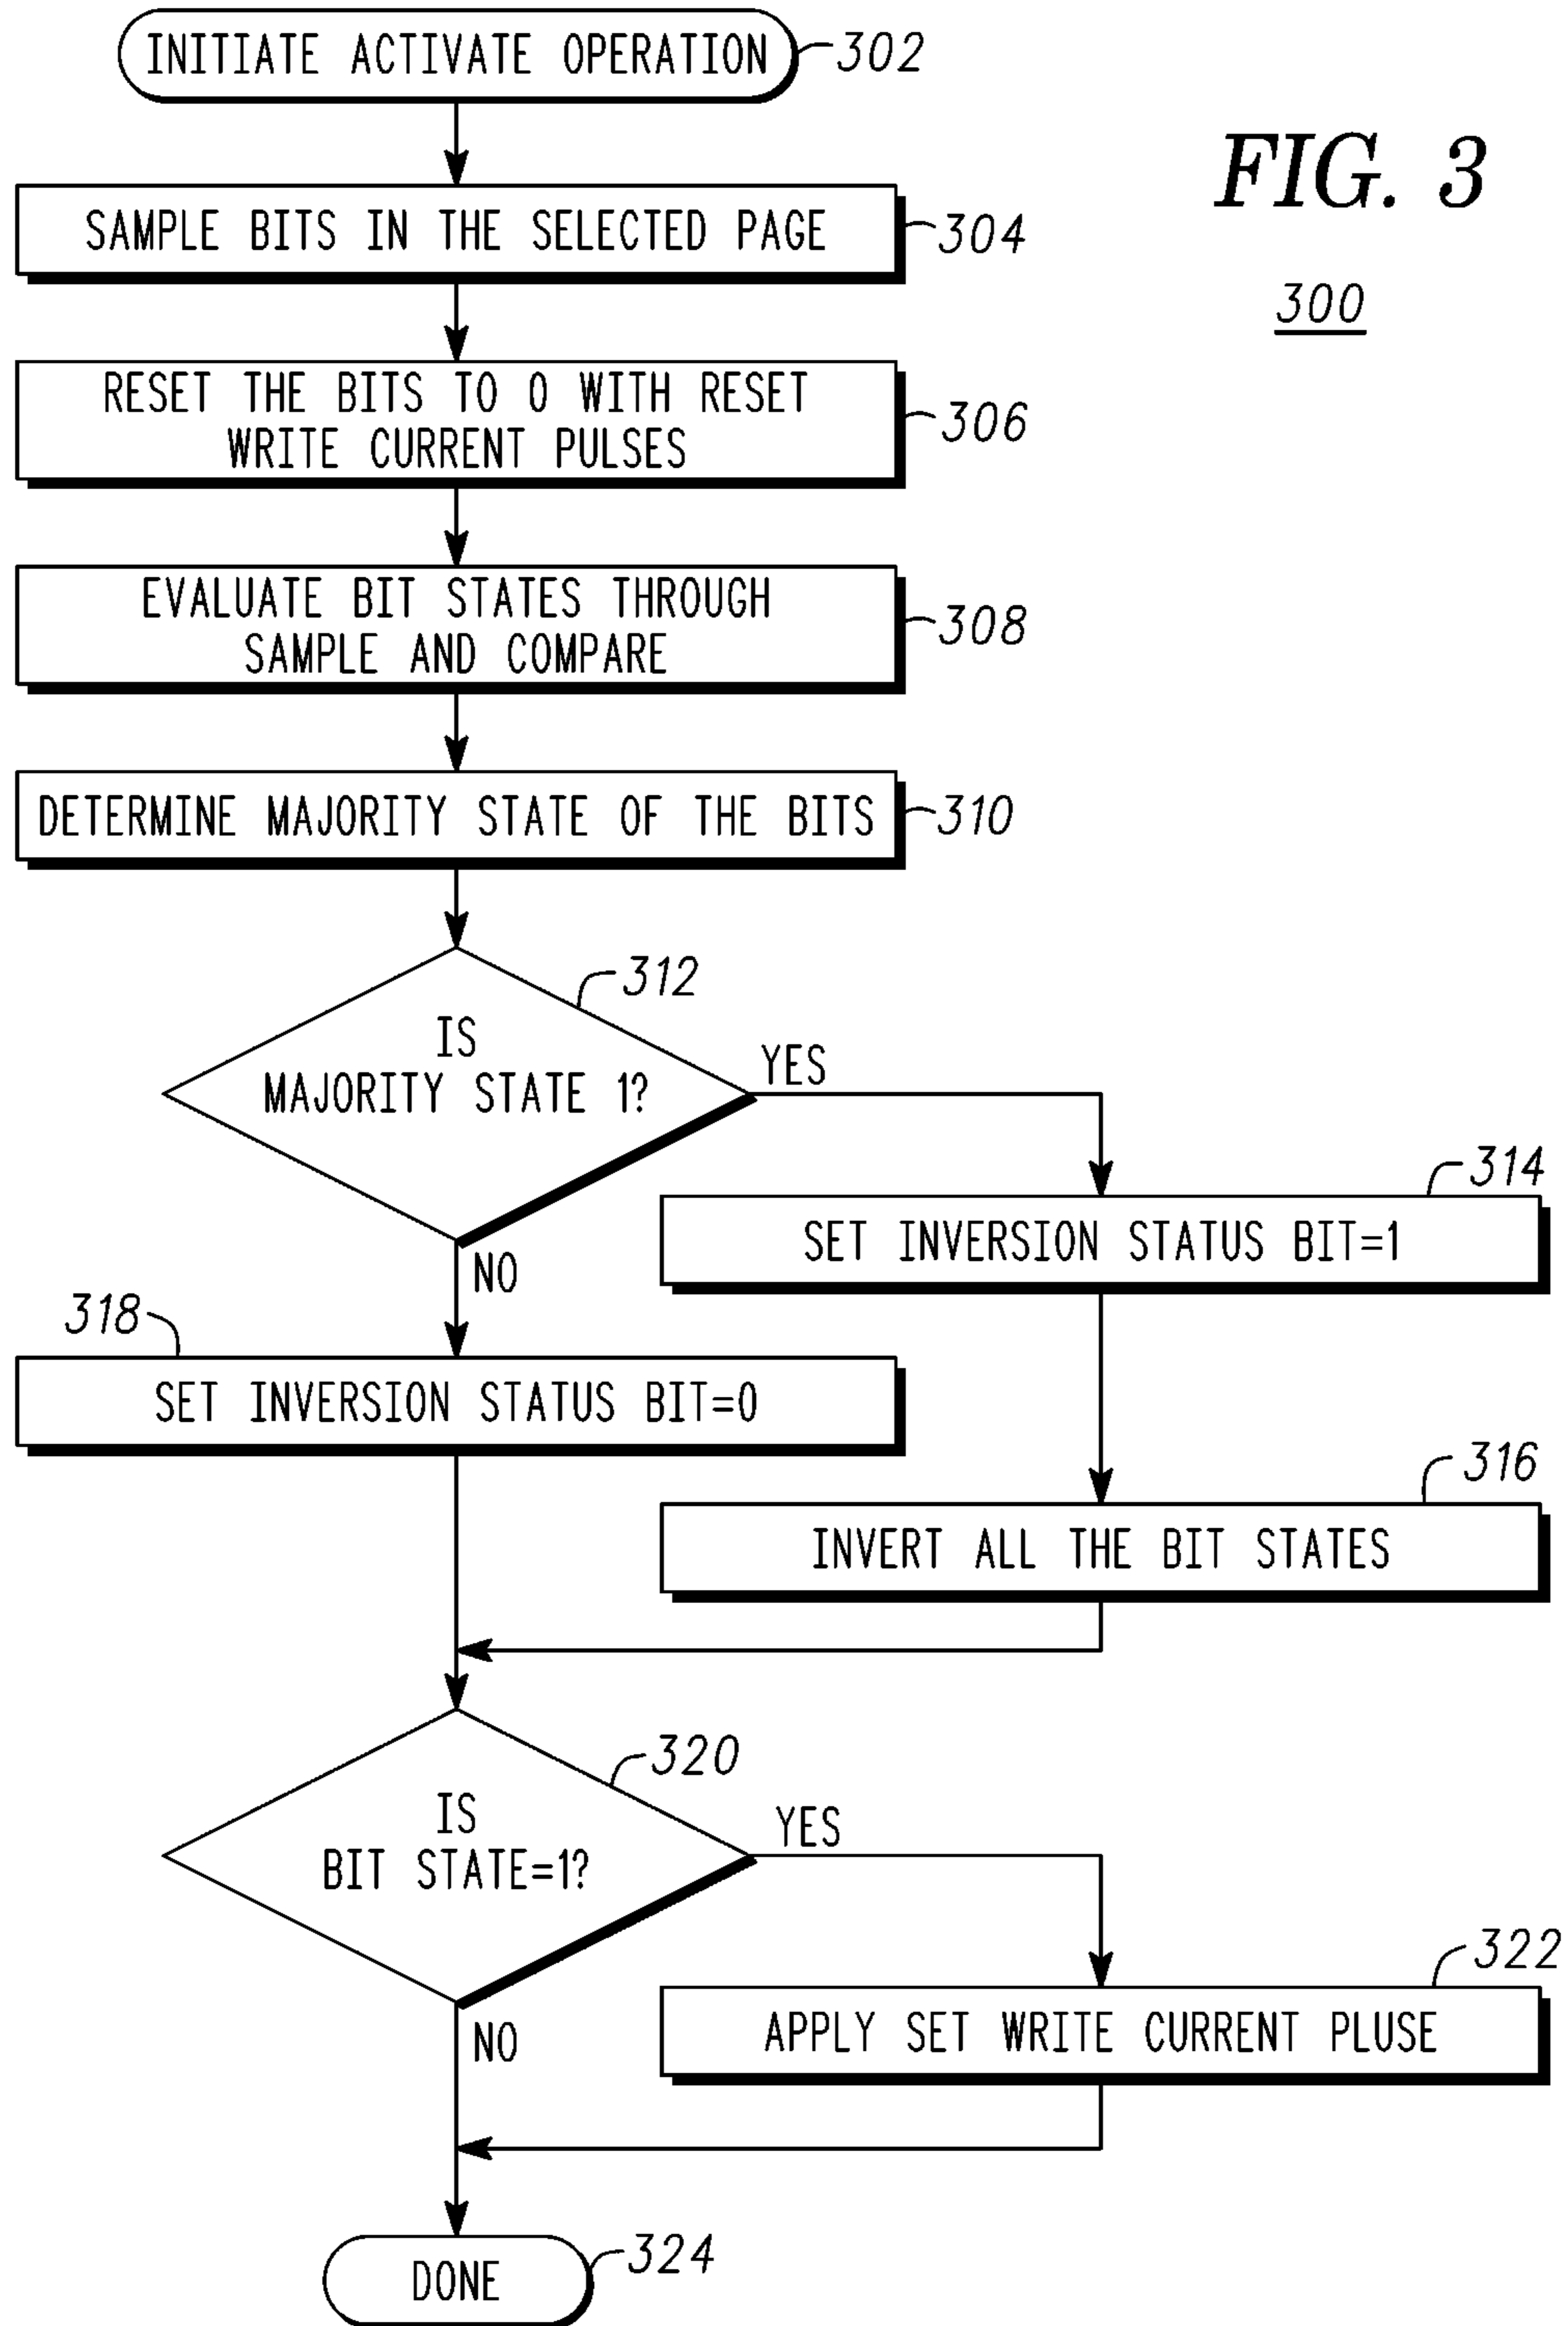 INITIATE ACTIVATE OPERATION
302
FIG. 3
300
SAMPLE BITS IN THE SELECTED PAGE
304
RESET THE BITS TO 0 WITH RESET
WRITE CURRENT PULSES
306
EVALUATE BIT STATES THROUGH
SAMPLE AND COMPARE
308
DETERMINE MAJORITY STATE OF THE BITS
310
312
IS
MAJORITY STATE 1?
YES
NO
314
SET INVERSION STATUS BIT=1
318
SET INVERSION STATUS BIT=0
316
INVERT ALL THE BIT STATES
320
IS
BIT STATE=1?
YES
NO
322
APPLY SET WRITE CURRENT PLUSE
DONE
324